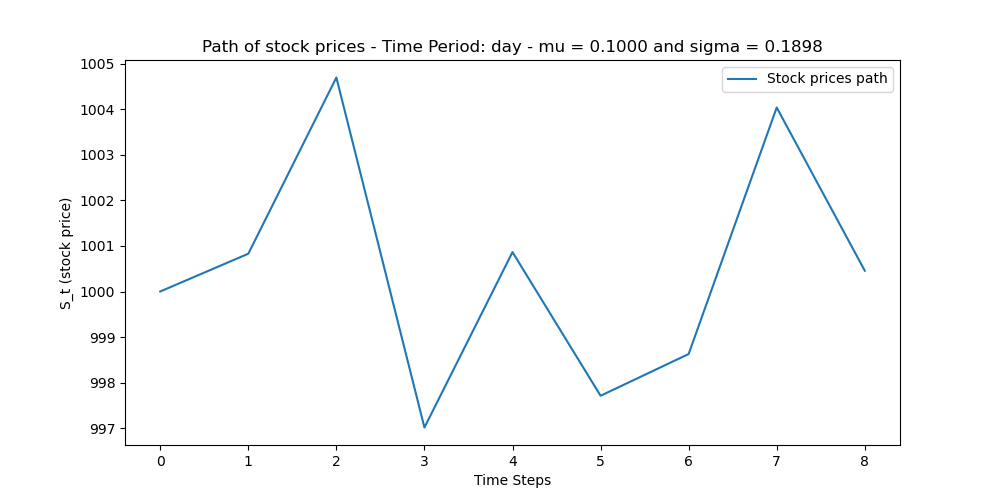 Path of stock prices - Time Period: day - mu = 0.1000 and sigma = 0.1898
Stock prices path
1005
1004
1003
1002
1001
1000
999
998
997
S_t (stock price)
0 1 2 3 4 5 6 7 8
Time Steps